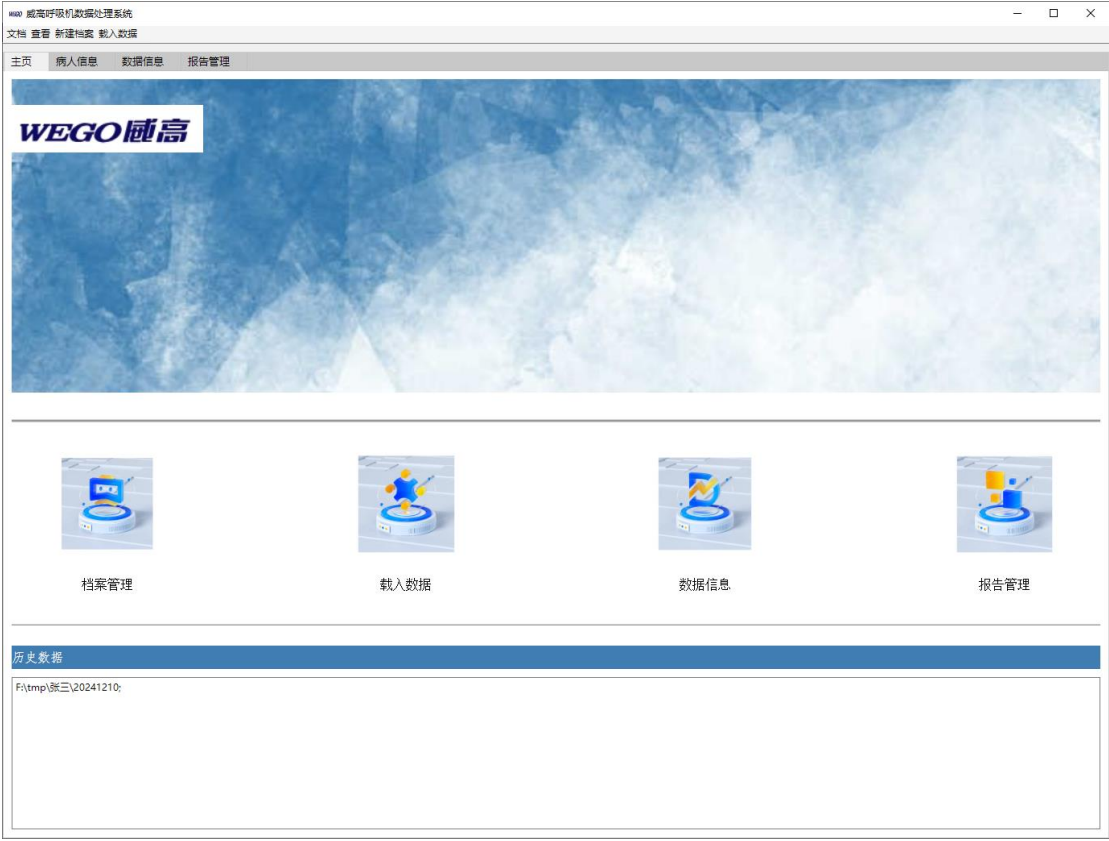 WEGO 威高呼吸机数据处理系统
文档 查看 新建档案 载入数据
主页 病人信息 数据信息 报告管理
WEGO威高
档案管理 载入数据 数据信息 报告管理
历史数据
F:\tmp\张三\20241210;